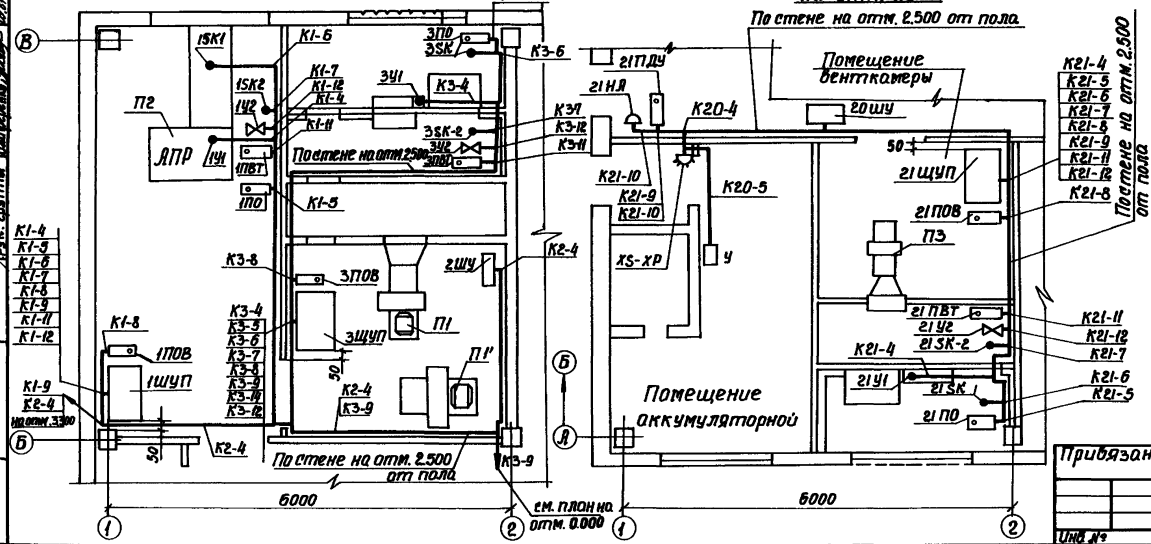 По стене на отм. 2.500 от пола
В
1SK1
К1-6
3ПО
3SK
К3-6
21ПДУ
21НЯ
Помещение
венткамеры
20ШУ
К20-4
К21-4
К21-5
К21-6
К21-7
К21-8
К21-9
К21-11
К21-12
К21-8
По стене на отм. 2.500
от пола
П2
АПР
1SK2
1У2
К1-7
К1-12
К1-4
К1-11
1У1
1ПВТ
1ПО
К1-5
3У1
К3-4
3SK-2
3У2
3ПВТ
К37
К3-12
К3-11
По стене на отм. 2.500
К21-10
К21-9
К21-10
XS-XP
К20-5
У
50
21ЩУП
21ПОВ
П3
К1-4
К1-5
К1-6
К1-7
К1-8
К1-9
К1-11
К1-12
К1-8
1ПОВ
1ШУП
К1-9
К2-4
на отм. 3.300
Б
50
К2-4
К3-8
3ПОВ
К3-4
К3-5
К3-6
К3-7
К3-8
К3-9
К3-11
К3-12
3ЩУП
50
2ШУ
К2-4
П1
П1'
К2-4
К3-9
По стене на отм. 2.500
от пола
К3-9
см. план на
отм. 0.000
21ПВТ
21У2
21SK-2
К21-11
К21-12
К21-7
К21-4
21У1
21SK
К21-6
К21-5
21ПО
Помещение
аккумуляторной
Б
А
6000
6000
1
2
1
2
Привязан
Инв. №